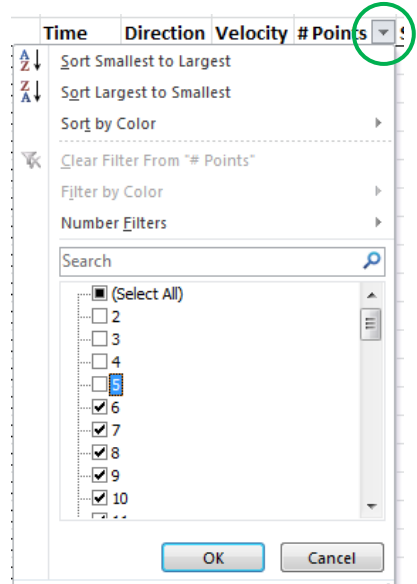 Time Direction Velocity # Points
Sort Smallest to Largest
Sort Largest to Smallest
Sort by Color
Clear Filter From "# Points"
Filter by Color
Number Filters
Search
(Select All)
2
3
4
5
6
7
8
9
10
OK Cancel